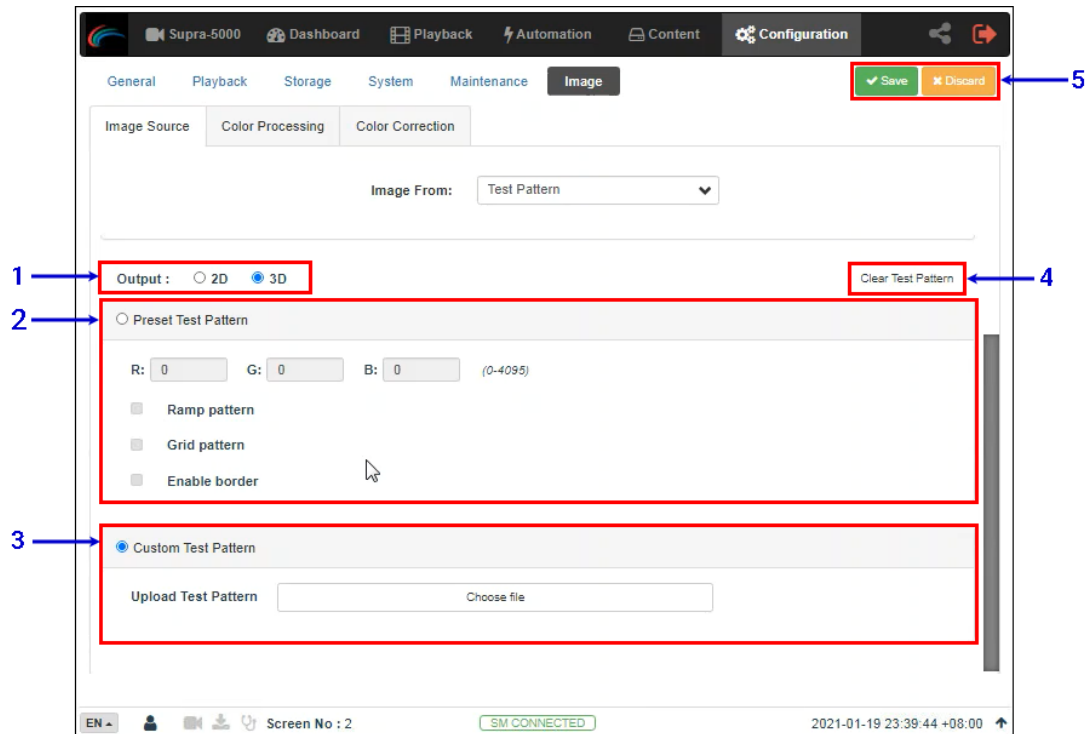 Supra-5000 Dashboard Playback Automation Content Configuration
General Playback Storage System Maintenance Image Save Discard 5
Image Source Color Processing Color Correction
Image From: Test Pattern
1 Output : 2D 3D Clear Test Pattern 4
2 Preset Test Pattern
R: 0 G: 0 B: 0 (0-4095)
Ramp pattern
Grid pattern
Enable border
3 Custom Test Pattern
Upload Test Pattern Choose file
EN Screen No : 2 SM CONNECTED 2021-01-19 23:39:44 +08:00